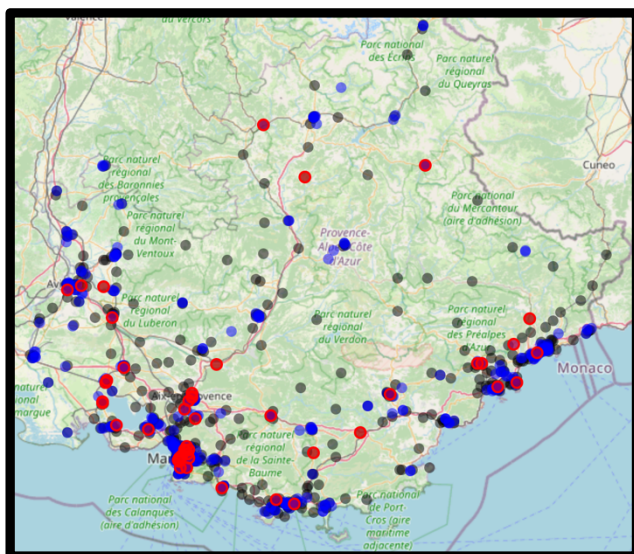 du Vercors
Parc national
des Écrins
Parc naturel
régional
du Queyras
Cuneo
Parc naturel
régional
des Baronnies
provençales
Parc national
du Mercantour
(aire d'adhésion)
Parc naturel
régional
du Mont-
Ventoux
Provence-
Alpes-Côte
d'Azur
Parc naturel
régional
du Luberon
Parc naturel
régional
du Verdon
Parc naturel
régional
des Préalpes
d'Azur
Monaco
Parc naturel
régional
de la Sainte-
Baume
Parc national
des Calanques
(aire d'adhésion)
Parc national
de Port-
Cros (aire
maritime
adjacente)